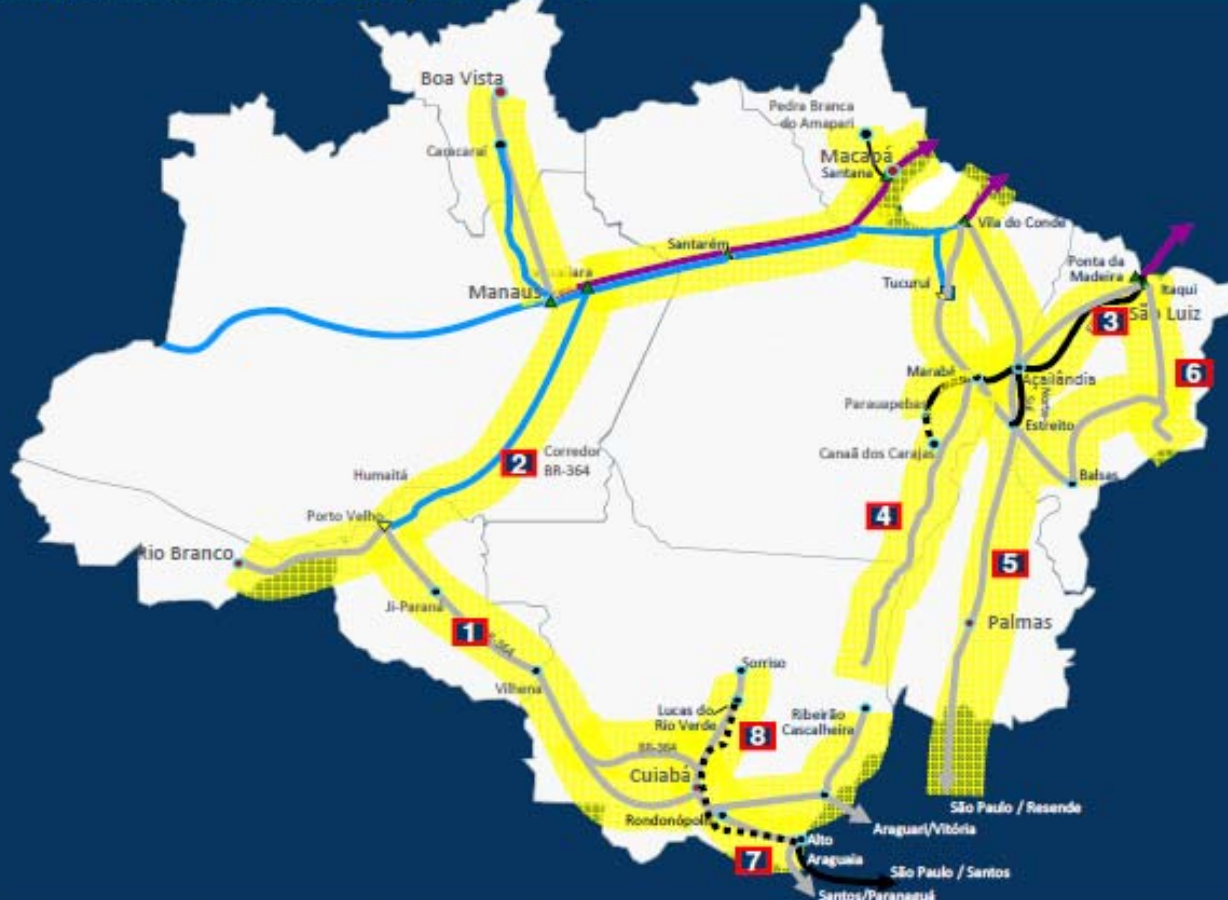 Boa Vista
Pedra Branca
do Amapari
Caracaraí
Macapá
Santana
Vila do Conde
Santarém
Ponta da
Madeira
Itaqui
Manaus
Tucuruí
São Luiz
3
6
Marabé
Açailândia
Parauapebas
Estreito
Canaã dos Carajas
Corredor
BR-364
2
Humaitá
Balsas
Porto Velho
4
Rio Branco
5
Ji-Paraná
1
Palmas
Vilhena
Sorriso
Lucas do
Rio Verde
Ribeirão
Cascalheira
8
BR-364
Cuiabá
São Paulo / Resende
Rondonópolis
Araguari/Vitória
Alto
Araguaia
7
São Paulo / Santos
Santos/Paranaguá